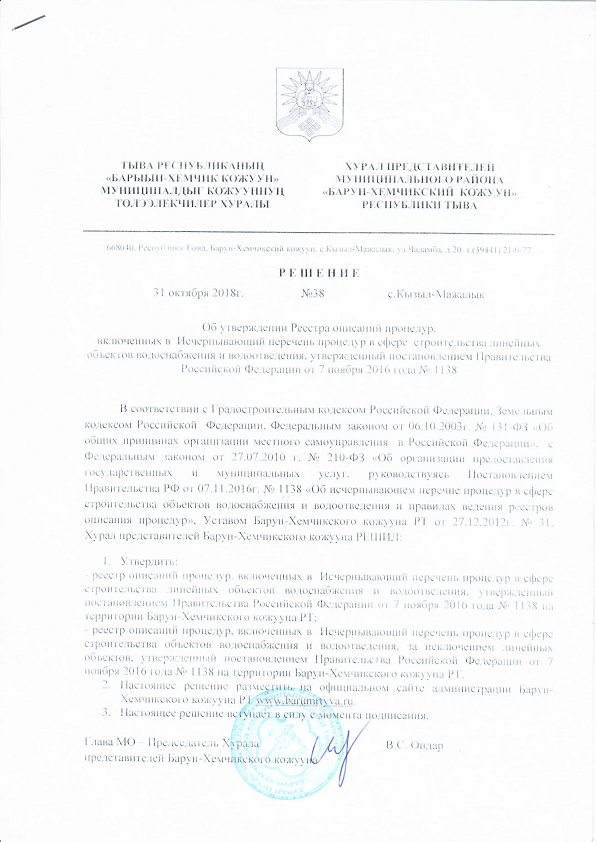 ТЫВА РЕСПУБЛИКАНЫҢ
«БАРЫЫН-ХЕМЧИК КОЖУУН»
МУНИЦИПАЛДЫГ КОЖУУННУҢ
ТӨЛЭЭЛЕКЧИЛЕР ХУРАЛЫ
ХУРАЛ ПРЕДСТАВИТЕЛЕЙ
МУНИЦИПАЛЬНОГО РАЙОНА
«БАРУН-ХЕМЧИКСКИЙ КОЖУУН»
РЕСПУБЛИКИ ТЫВА
668040, Республика Тыва, Барун-Хемчикский кожуун, с.Кызыл-Мажалык, ул.Чадамба, д.20. т.(39441) 21-0-77
РЕШЕНИЕ
31 октября 2018г. №38 с.Кызыл-Мажалык
Об утверждении Реестра описаний процедур,
включенных в Исчерпывающий перечень процедур в сфере строительства линейных
объектов водоснабжения и водоотведения, утвержденный постановлением Правительства
Российской Федерации от 7 ноября 2016 года № 1138
В соответствии с Градостроительным кодексом Российской Федерации, Земельным
кодексом Российской Федерации, Федеральным законом от 06.10.2003г. № 131-ФЗ «Об
общих принципах организации местного самоуправления в Российской Федерации», с
Федеральным законом от 27.07.2010 г. № 210-ФЗ «Об организации предоставления
государственных и муниципальных услуг, руководствуясь Постановлением
Правительства РФ от 07.11.2016г. № 1138 «Об исчерпывающем перечне процедур в сфере
строительства объектов водоснабжения и водоотведения и правилах ведения реестров
описания процедур», Уставом Барун-Хемчикского кожууна РТ от 27.12.2012г. № 31,
Хурал представителей Барун-Хемчикского кожууна РЕШИЛ:
1. Утвердить:
- реестр описаний процедур, включенных в Исчерпывающий перечень процедур в сфере
строительства линейных объектов водоснабжения и водоотведения, утвержденный
постановлением Правительства Российской Федерации от 7 ноября 2016 года № 1138 на
территории Барун-Хемчикского кожууна РТ;
- реестр описаний процедур, включенных в Исчерпывающий перечень процедур в сфере
строительства объектов водоснабжения и водоотведения, за исключением линейных
объектов, утвержденный постановлением Правительства Российской Федерации от 7
ноября 2016 года № 1138 на территории Барун-Хемчикского кожууна РТ.
2. Настоящее решение разместить на официальном сайте администрации Барун-
Хемчикского кожууна РТ www.barumrtyva.ru.
3. Настоящее решение вступает в силу с момента подписания.
Глава МО – Председатель Хурала В.С. Ондар
представителей Барун-Хемчикского кожууна